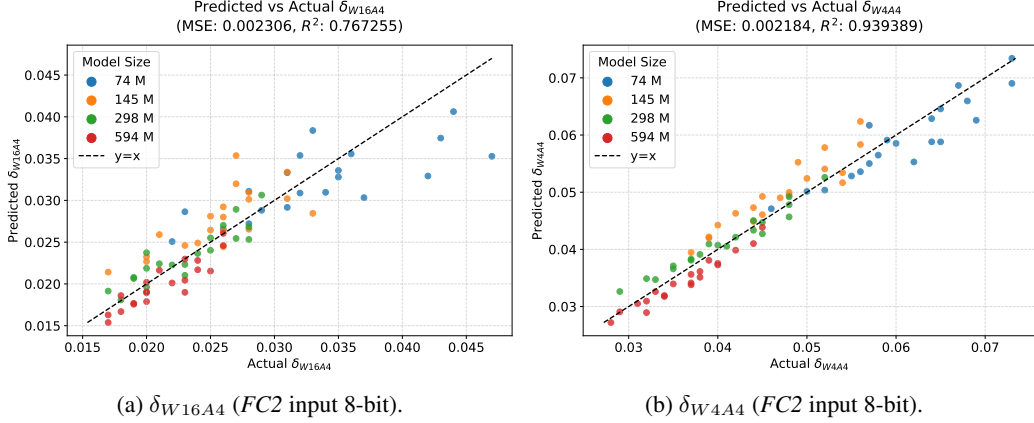 Predicted vs Actual δW16A4
(MSE: 0.002306, R²: 0.767255)
Predicted δW16A4
0.045
0.040
0.035
0.030
0.025
0.020
0.015
Model Size
74 M
145 M
298 M
594 M
y=x
0.015 0.020 0.025 0.030 0.035 0.040 0.045
Actual δW16A4
(a) δW16A4 (FC2 input 8-bit).
Predicted vs Actual δW4A4
(MSE: 0.002184, R²: 0.939389)
Predicted δW4A4
0.07
0.06
0.05
0.04
0.03
Model Size
74 M
145 M
298 M
594 M
y=x
0.03 0.04 0.05 0.06 0.07
Actual δW4A4
(b) δW4A4 (FC2 input 8-bit).